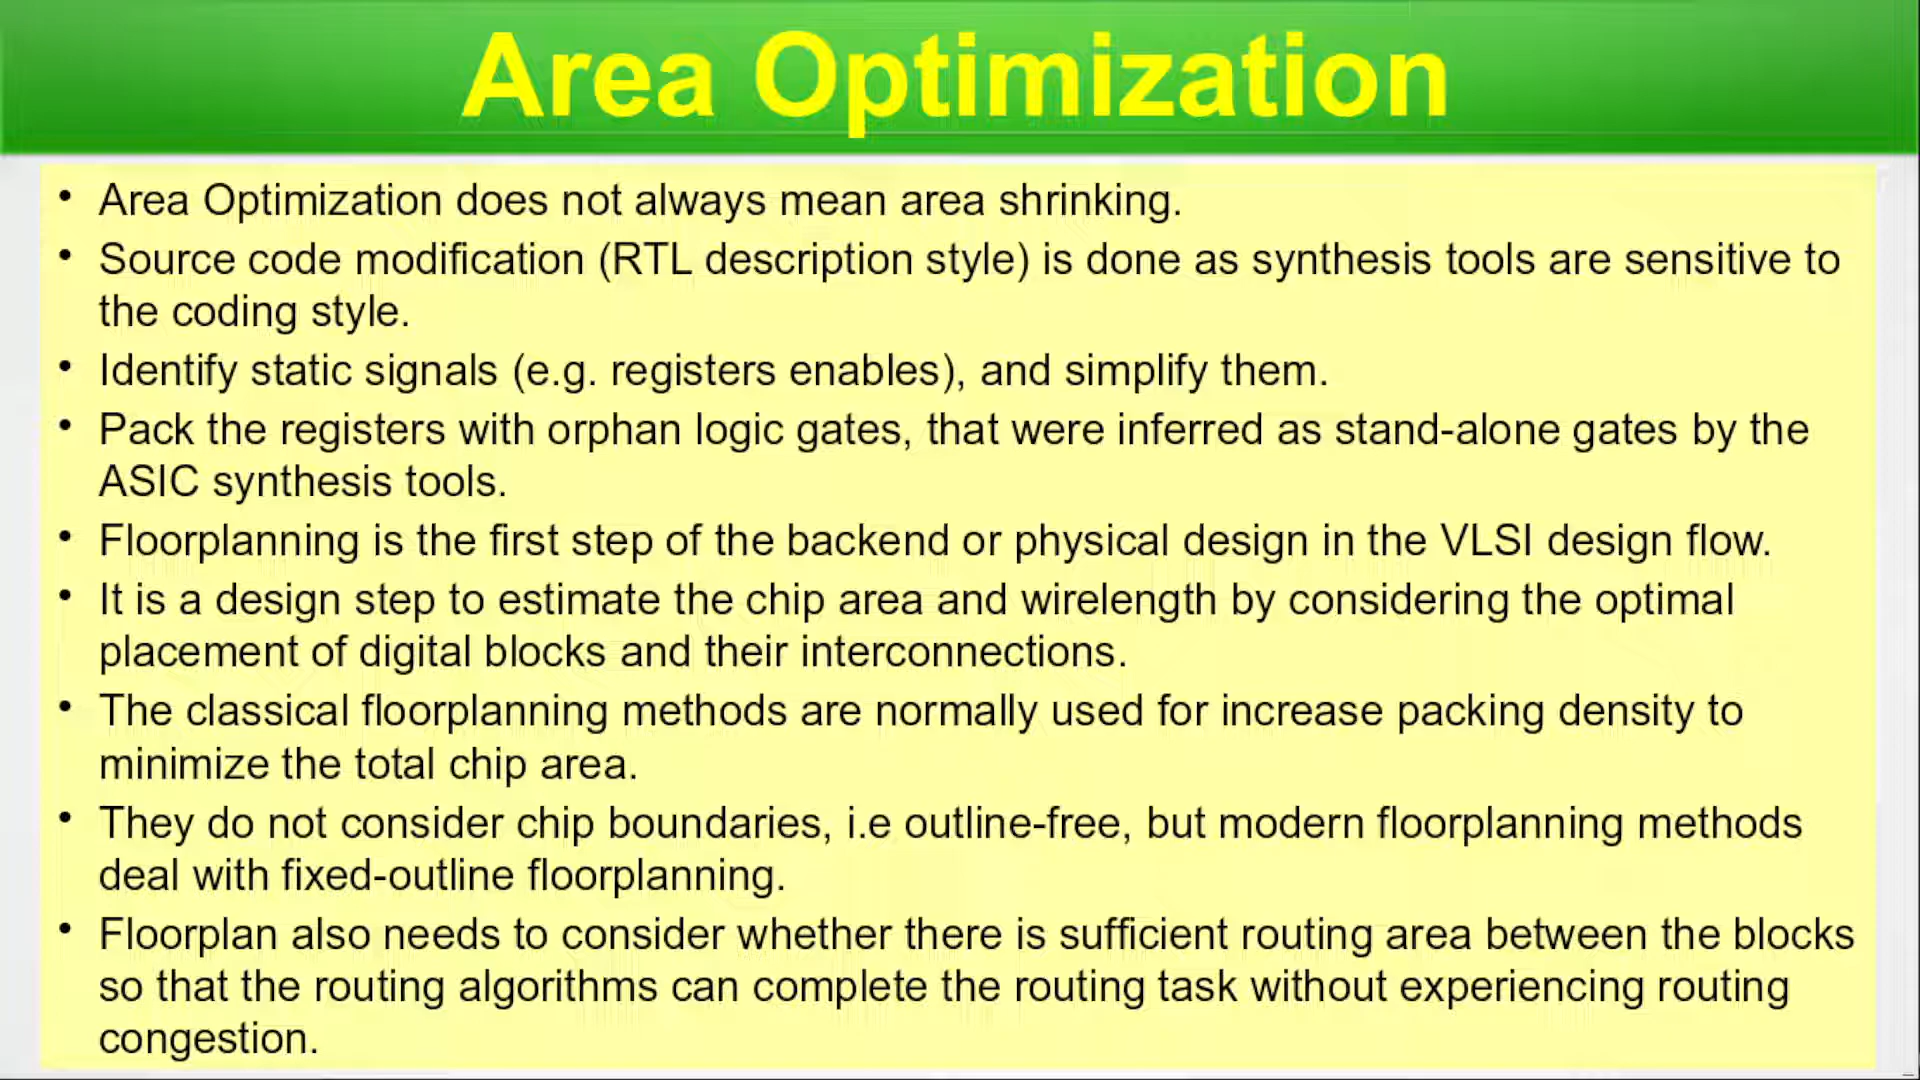 Area Optimization
• Area Optimization does not always mean area shrinking.
• Source code modification (RTL description style) is done as synthesis tools are sensitive to
the coding style.
• Identify static signals (e.g. registers enables), and simplify them.
• Pack the registers with orphan logic gates, that were inferred as stand-alone gates by the
ASIC synthesis tools.
• Floorplanning is the first step of the backend or physical design in the VLSI design flow.
• It is a design step to estimate the chip area and wirelength by considering the optimal
placement of digital blocks and their interconnections.
• The classical floorplanning methods are normally used for increase packing density to
minimize the total chip area.
• They do not consider chip boundaries, i.e outline-free, but modern floorplanning methods
deal with fixed-outline floorplanning.
• Floorplan also needs to consider whether there is sufficient routing area between the blocks
so that the routing algorithms can complete the routing task without experiencing routing
congestion.